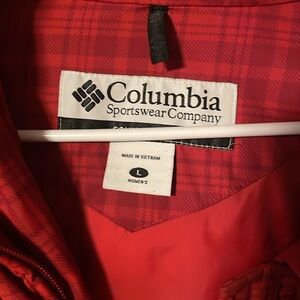 Columbia
Sportswear Company
MADE IN VIETNAM
L
WOMEN'S